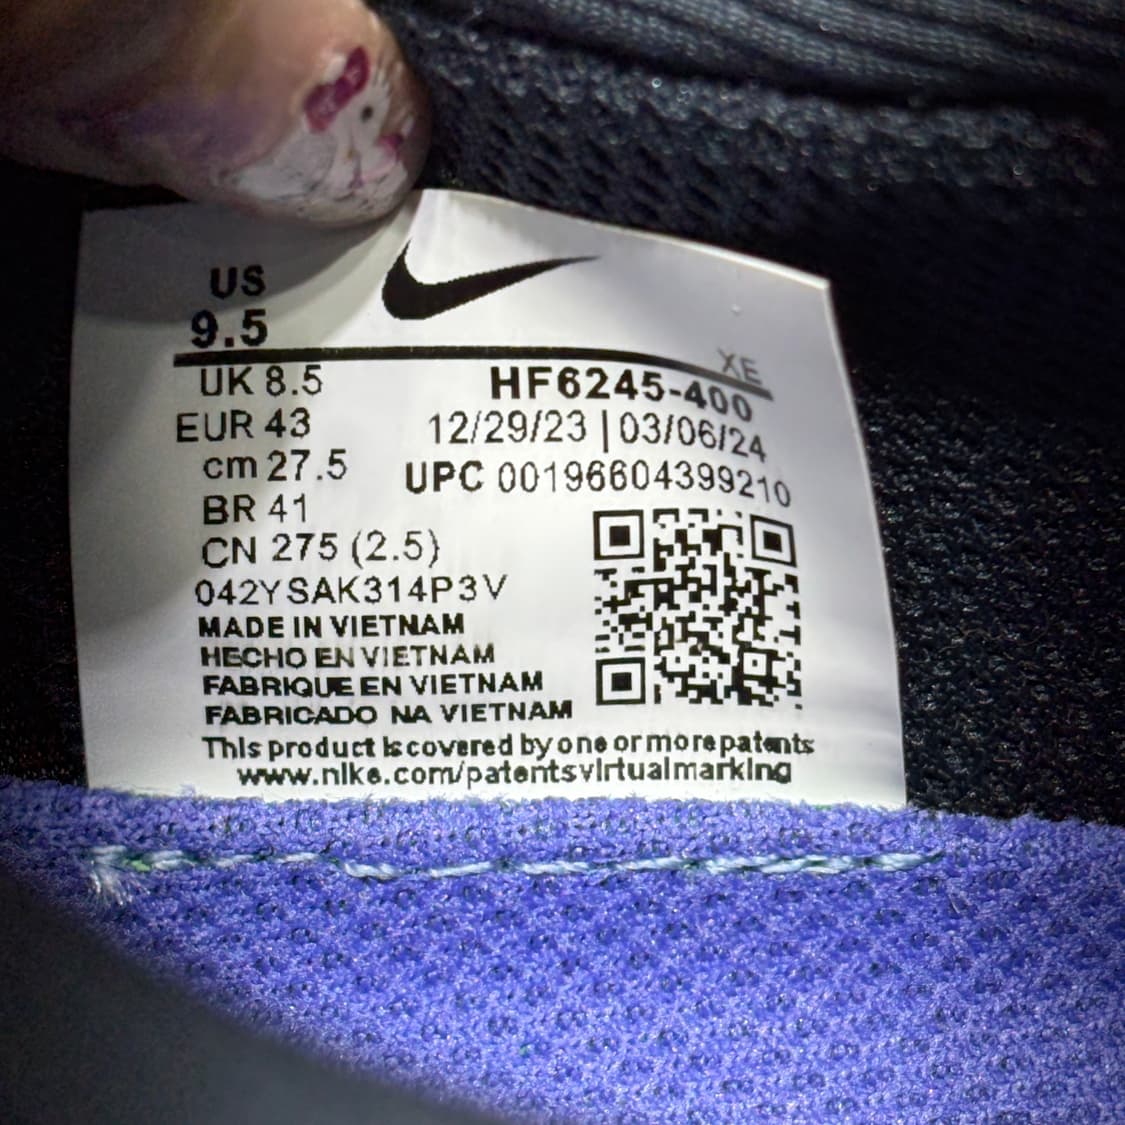 US
9.5
XE
UK 8.5
HF6245-400
EUR 43
12/29/23 | 03/06/24
cm 27.5
UPC 00196604399210
BR 41
CN 275 (2.5)
042YSAK314P3V
MADE IN VIETNAM
HECHO EN VIETNAM
FABRIQUE EN VIETNAM
FABRICADO NA VIETNAM
This product is covered by one or more patents
www.nike.com/patentsvirtualmarking